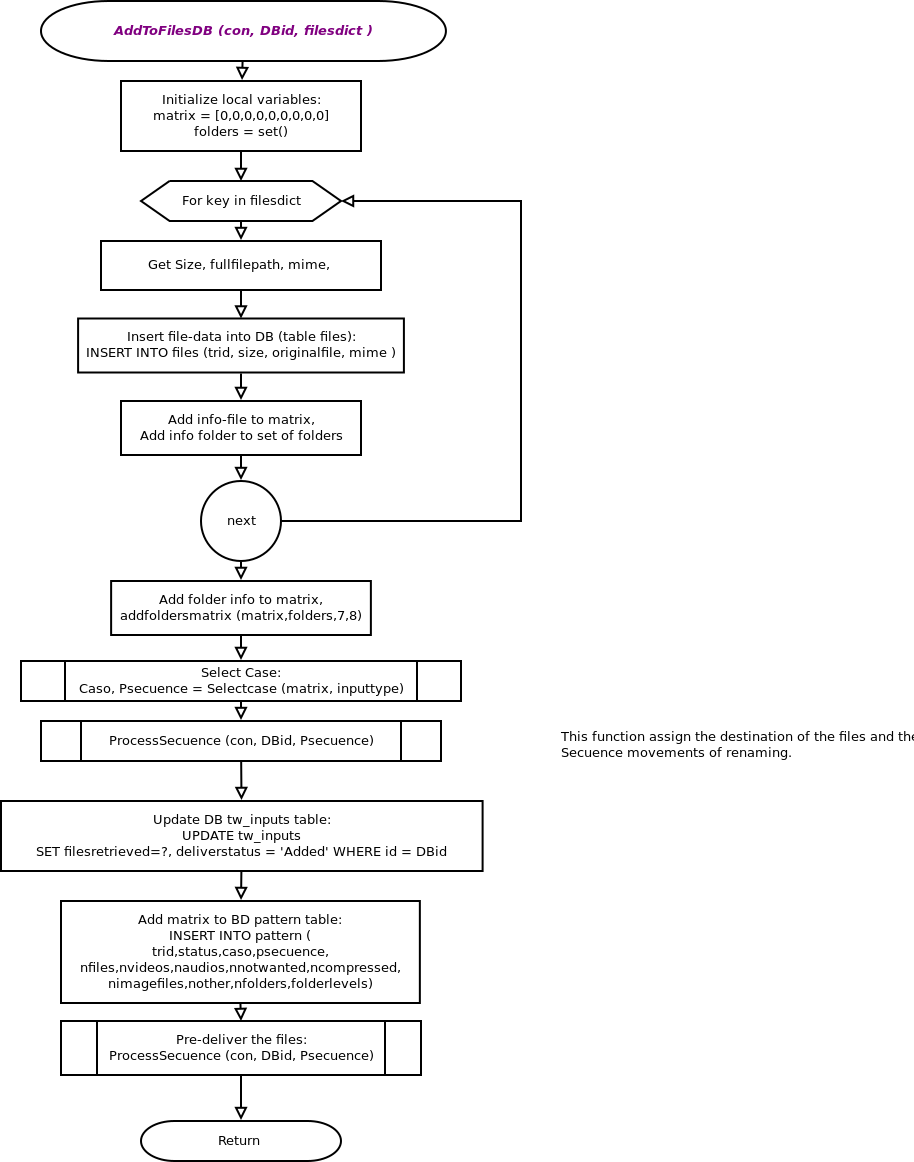 AddToFilesDB (con, DBid, filesdict )
Initialize local variables:
matrix = [0,0,0,0,0,0,0,0,0]
folders = set()
For key in filesdict
Get Size, fullfilepath, mime,
Insert file-data into DB (table files):
INSERT INTO files (trid, size, originalfile, mime )
Add info-file to matrix,
Add info folder to set of folders
next
Add folder info to matrix,
addfoldersmatrix (matrix,folders,7,8)
Select Case:
Caso, Psecuence = Selectcase (matrix, inputtype)
ProcessSecuence (con, DBid, Psecuence)
This function assign the destination of the files and the
Secuence movements of renaming.
Update DB tw_inputs table:
UPDATE tw_inputs
SET filesretrieved=?, deliverstatus = 'Added' WHERE id = DBid
Add matrix to BD pattern table:
INSERT INTO pattern (
trid,status,caso,psecuence,
nfiles,nvideos,naudios,nnotwanted,ncompressed,
nimagefiles,nother,nfolders,folderlevels)
Pre-deliver the files:
ProcessSecuence (con, DBid, Psecuence)
Return